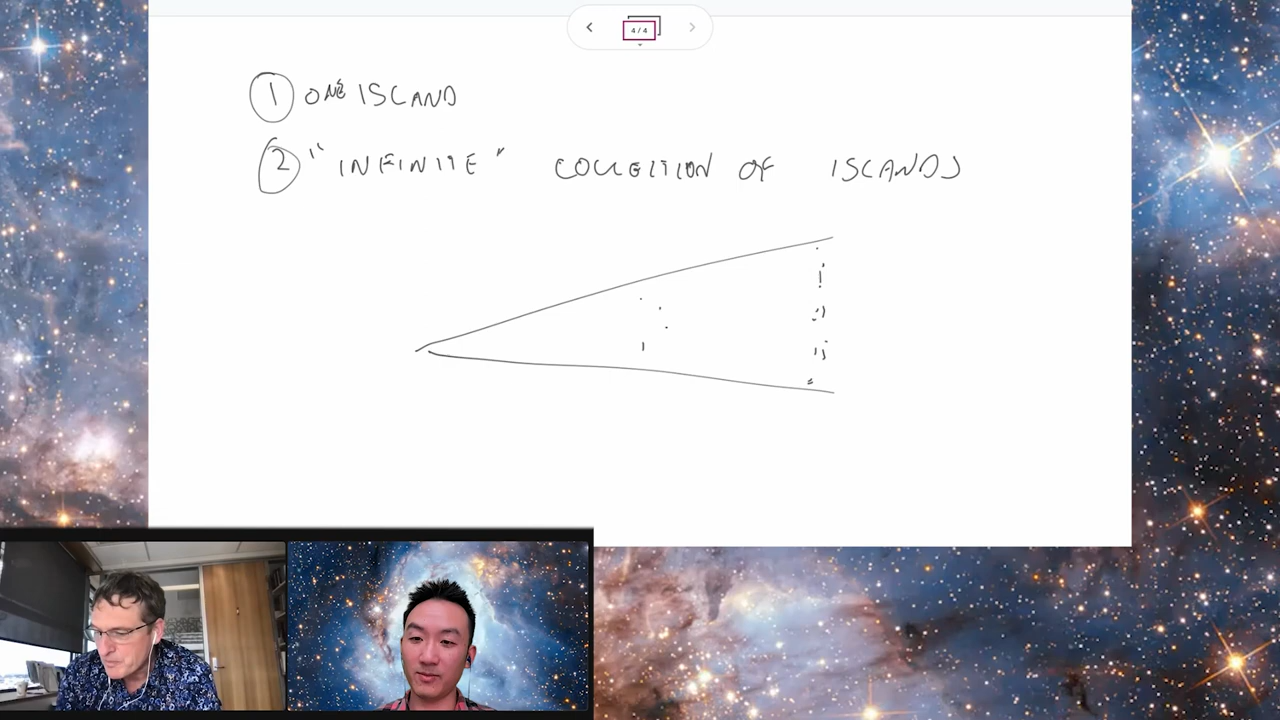 4/4
1 ONE ISLAND
2 "INFINITE" COLLECTION OF ISLANDS